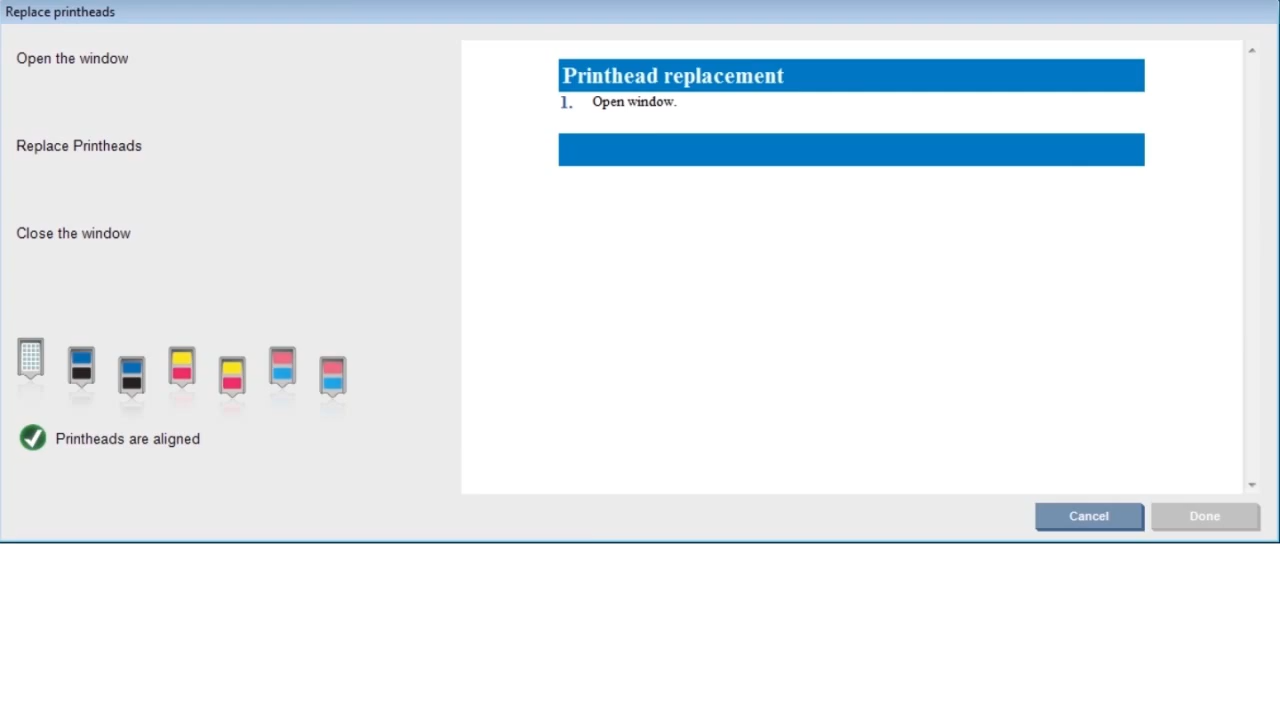 Replace printheads
Open the window
Replace Printheads
Close the window
Printheads are aligned
Printhead replacement
1. Open window.
Cancel
Done